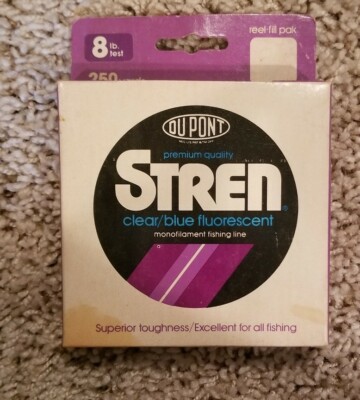 8 lb. test
reel fill pak
250
DU PONT
premium quality
STREN®
clear/blue fluorescent
monofilament fishing line
Superior toughness/Excellent for all fishing